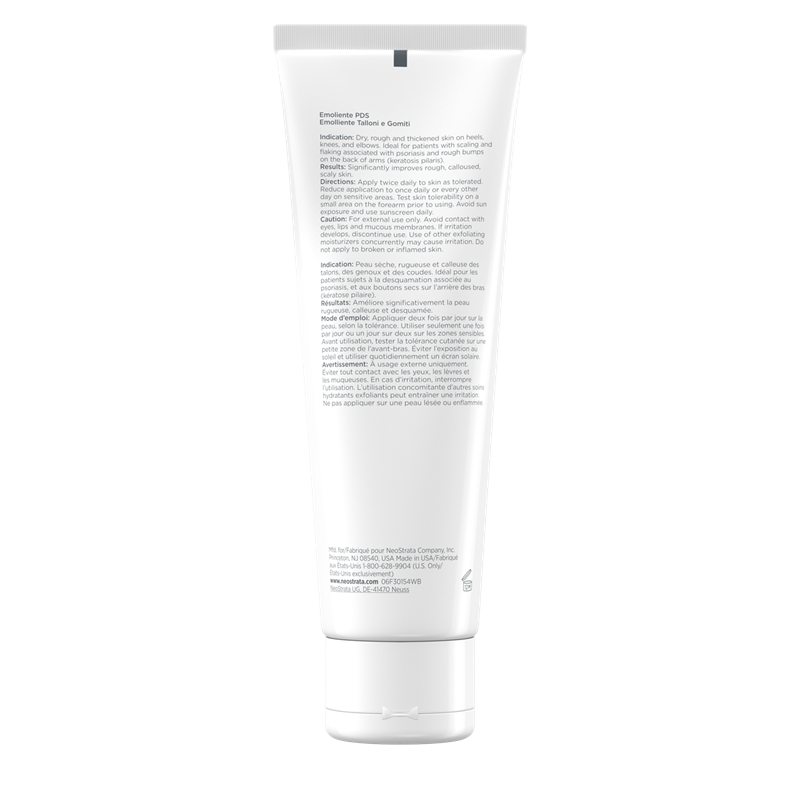 Emoliente PDS
Emolliente Talloni e Gomiti
Indication: Dry, rough and thickened skin on heels,
knees, and elbows. Ideal for patients with scaling and
flaking associated with psoriasis and rough bumps
on the back of arms (keratosis pilaris).
Results: Significantly improves rough, calloused,
scaly skin.
Directions: Apply twice daily to skin as tolerated.
Reduce application to once daily or every other
day on sensitive areas. Test skin tolerability on a
small area on the forearm prior to using. Avoid sun
exposure and use sunscreen daily.
Caution: For external use only. Avoid contact with
eyes, lips and mucous membranes. If irritation
develops, discontinue use. Use of other exfoliating
moisturizers concurrently may cause irritation. Do
not apply to broken or inflamed skin.
Indication: Peau sèche, rugueuse et calleuse des
talons, des genoux et des coudes. Idéal pour les
patients sujets à la desquamation associée au
psoriasis, et aux boutons secs sur l'arrière des bras
(kératose pilaire).
Résultats: Améliore significativement la peau
rugueuse, calleuse et desquamée.
Mode d'emploi: Appliquer deux fois par jour sur la
peau, selon la tolérance. Utiliser seulement une fois
par jour ou un jour sur deux sur les zones sensibles.
Avant utilisation, tester la tolérance cutanée sur une
petite zone de l'avant-bras. Éviter l'exposition au
soleil et utiliser quotidiennement un écran solaire.
Avertissement: À usage externe uniquement.
Éviter tout contact avec les yeux, les lèvres et
les muqueuses. En cas d'irritation, interrompre
l'utilisation. L'utilisation concomitante d'autres soins
hydratants exfoliants peut entraîner une irritation.
Ne pas appliquer sur une peau lésée ou enflammée
Mfd. for/Fabriqué pour NeoStrata Company, Inc.
Princeton, NJ 08540, USA Made in USA/Fabriqué
aux États-Unis 1-800-628-9904 (U.S. Only/
États-Unis exclusivement)
www.neostrata.com 06F30154WB
NeoStrata UG, DE-41470 Neuss